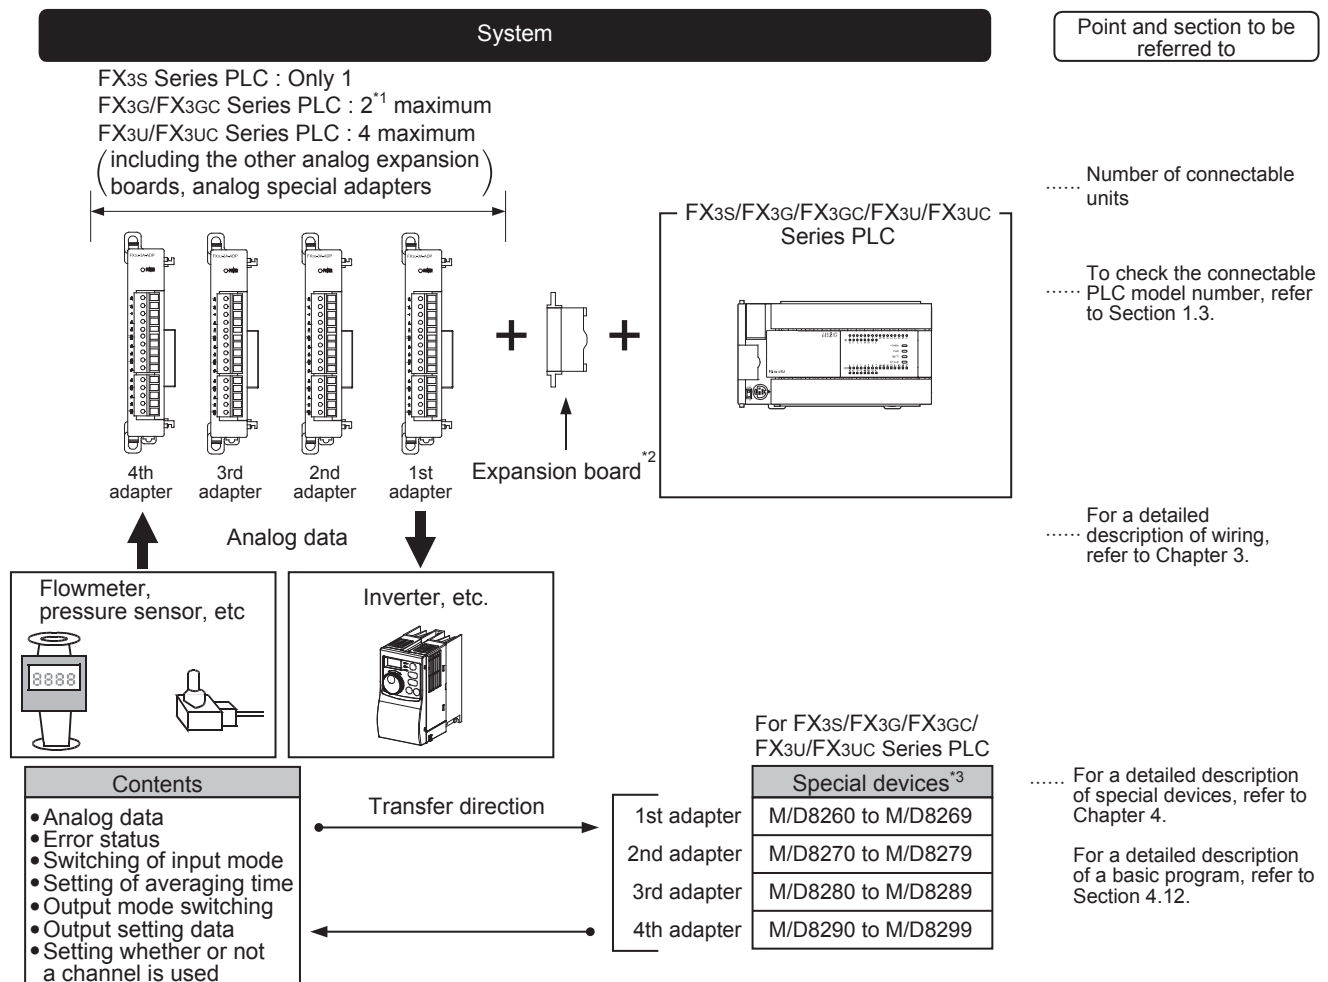 System
Point and section to be
referred to
FX3S Series PLC : Only 1
FX3G/FX3GC Series PLC : 2*1 maximum
FX3U/FX3UC Series PLC : 4 maximum
(including the other analog expansion
boards, analog special adapters)
...... Number of connectable
units
FX3S/FX3G/FX3GC/FX3U/FX3UC
Series PLC
...... To check the connectable
PLC model number, refer
to Section 1.3.
4th
adapter
3rd
adapter
2nd
adapter
1st
adapter
Expansion board*2
Analog data
...... For a detailed
description of wiring,
refer to Chapter 3.
Flowmeter,
pressure sensor, etc
8888
Inverter, etc.
For FX3S/FX3G/FX3GC/
FX3U/FX3UC Series PLC
Contents
• Analog data
• Error status
• Switching of input mode
• Setting of averaging time
• Output mode switching
• Output setting data
• Setting whether or not
a channel is used
Transfer direction
Special devices*3
1st adapter M/D8260 to M/D8269
2nd adapter M/D8270 to M/D8279
3rd adapter M/D8280 to M/D8289
4th adapter M/D8290 to M/D8299
...... For a detailed description
of special devices, refer to
Chapter 4.
For a detailed description
of a basic program, refer to
Section 4.12.